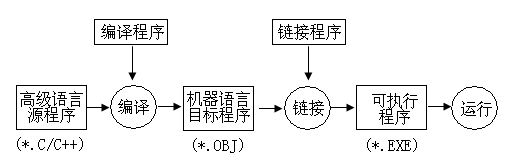 编译程序
链接程序
高级语言
源程序
编译
机器语言
目标程序
链接
可执行
程序
运行
(*.C/C++)
(*.OBJ)
(*.EXE)